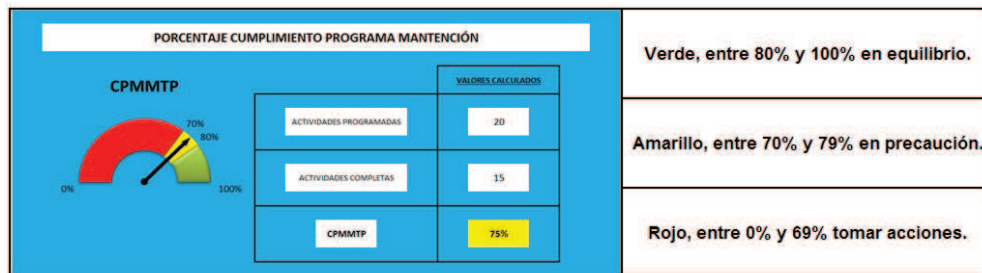 PORCENTAJE CUMPLIMIENTO PROGRAMA MANTENCIÓN
CPMMTP
0%
70%
80%
100%
VALORES CALCULADOS
ACTIVIDADES PROGRAMADAS
20
ACTIVIDADES COMPLETAS
15
CPMMTP
75%
Verde, entre 80% y 100% en equilibrio.
Amarillo, entre 70% y 79% en precaución.
Rojo, entre 0% y 69% tomar acciones.